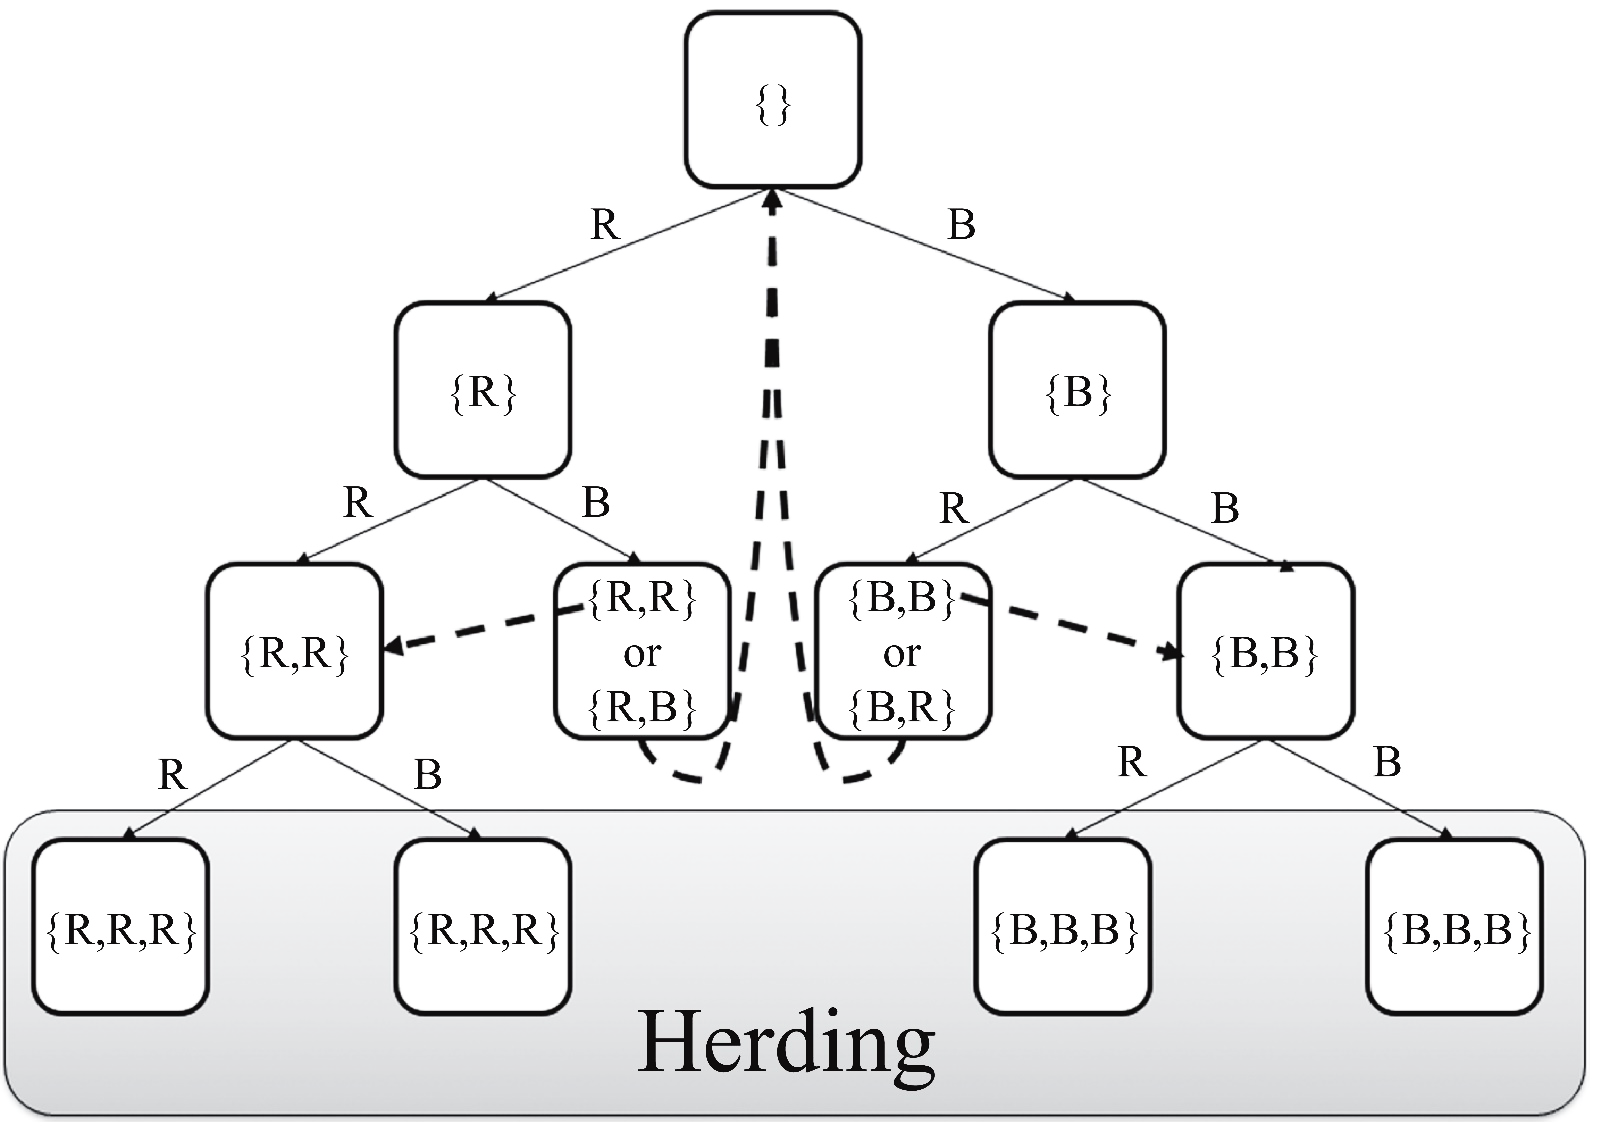 {}
R
B
{R}
{B}
R
B
R
B
{R,R}
{R,R}
or
{R,B}
{B,B}
or
{B,R}
{B,B}
R
B
R
B
{R,R,R}
{R,R,R}
{B,B,B}
{B,B,B}
Herding